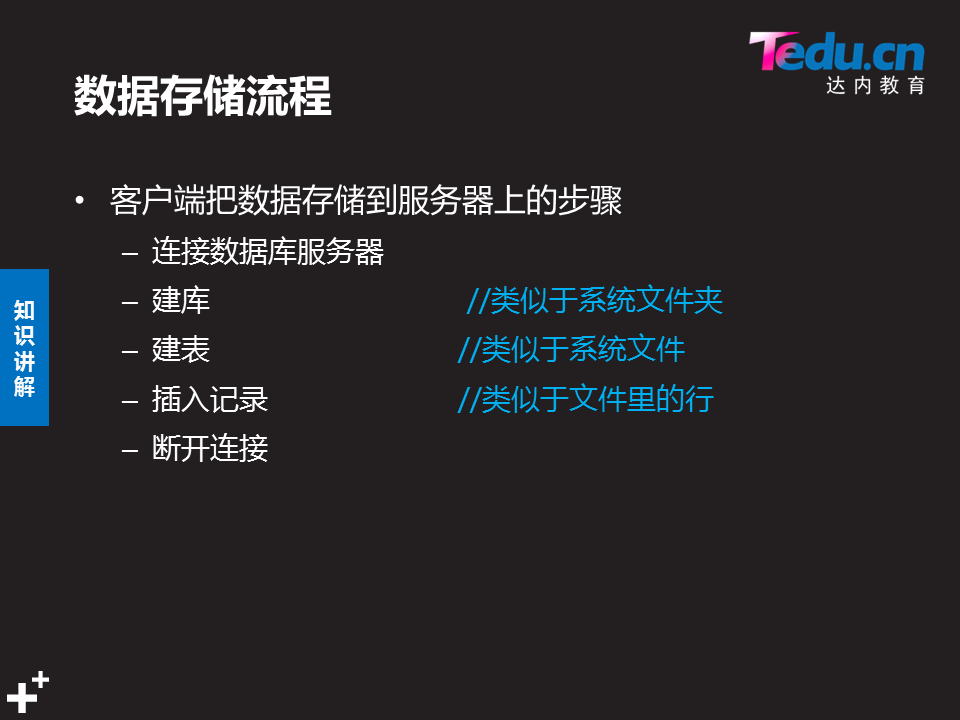 Tedu.cn
达内教育
数据存储流程
• 客户端把数据存储到服务器上的步骤
– 连接数据库服务器
– 建库 //类似于系统文件夹
– 建表 //类似于系统文件
– 插入记录 //类似于文件里的行
– 断开连接
知识讲解